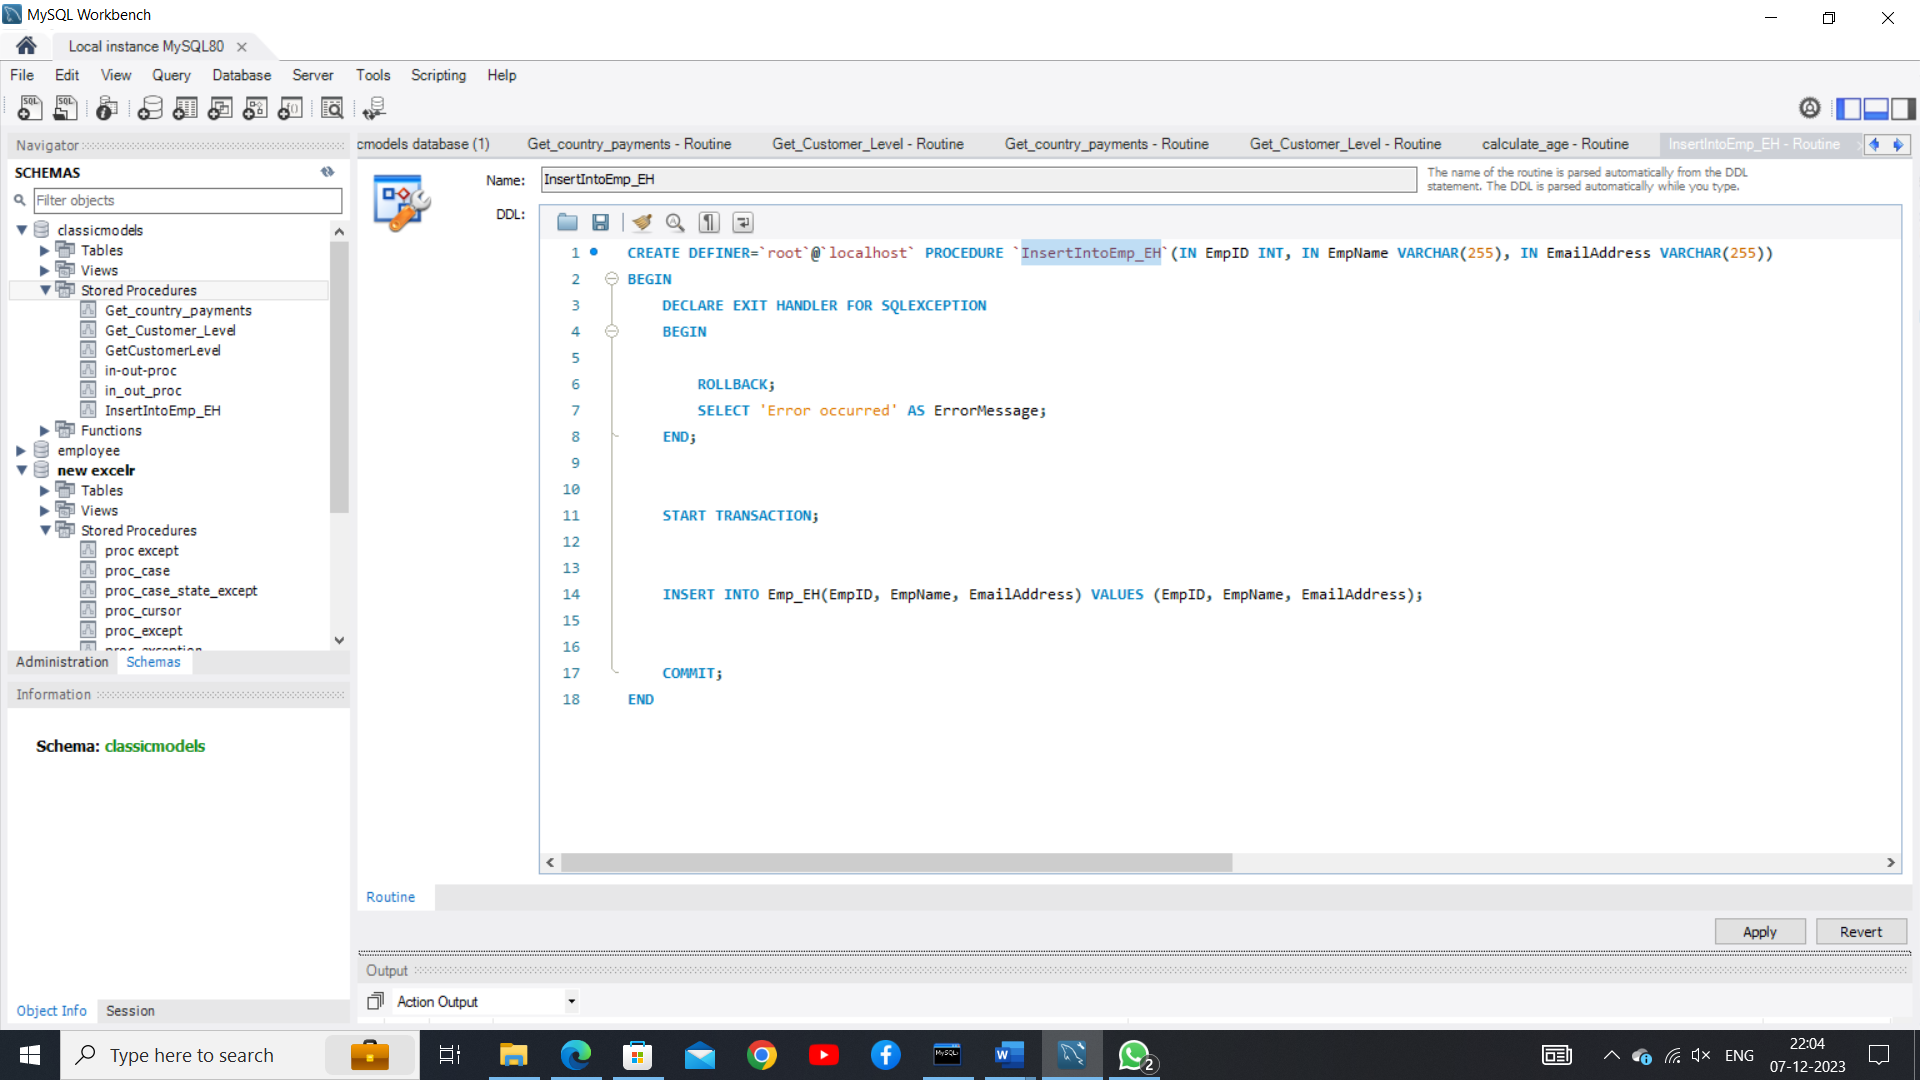 MySQL Workbench
Local instance MySQL80
File Edit View Query Database Server Tools Scripting Help
Navigator
SCHEMAS
Filter objects
classicmodels
Tables
Views
Stored Procedures
Get_country_payments
Get_Customer_Level
GetCustomerLevel
in-out-proc
in_out_proc
InsertIntoEmp_EH
Functions
employee
new excelr
Tables
Views
Stored Procedures
proc except
proc_case
proc_case_state_except
proc_cursor
proc_except
proc_exception
Administration Schemas
Information
Schema: classicmodels
Object Info Session
cmodels database (1) Get_country_payments - Routine Get_Customer_Level - Routine Get_country_payments - Routine Get_Customer_Level - Routine calculate_age - Routine InsertIntoEmp_EH - Routine
Name: InsertIntoEmp_EH
The name of the routine is parsed automatically from the DDL
statement. The DDL is parsed automatically while you type.
DDL:
1 CREATE DEFINER=`root`@`localhost` PROCEDURE `InsertIntoEmp_EH`(IN EmpID INT, IN EmpName VARCHAR(255), IN EmailAddress VARCHAR(255))
2 BEGIN
3 DECLARE EXIT HANDLER FOR SQLEXCEPTION
4 BEGIN
5
6 ROLLBACK;
7 SELECT 'Error occurred' AS ErrorMessage;
8 END;
9
10
11 START TRANSACTION;
12
13
14 INSERT INTO Emp_EH(EmpID, EmpName, EmailAddress) VALUES (EmpID, EmpName, EmailAddress);
15
16
17 COMMIT;
18 END
Routine
Apply Revert
Output
Action Output
Type here to search
ENG
22:04
07-12-2023
2